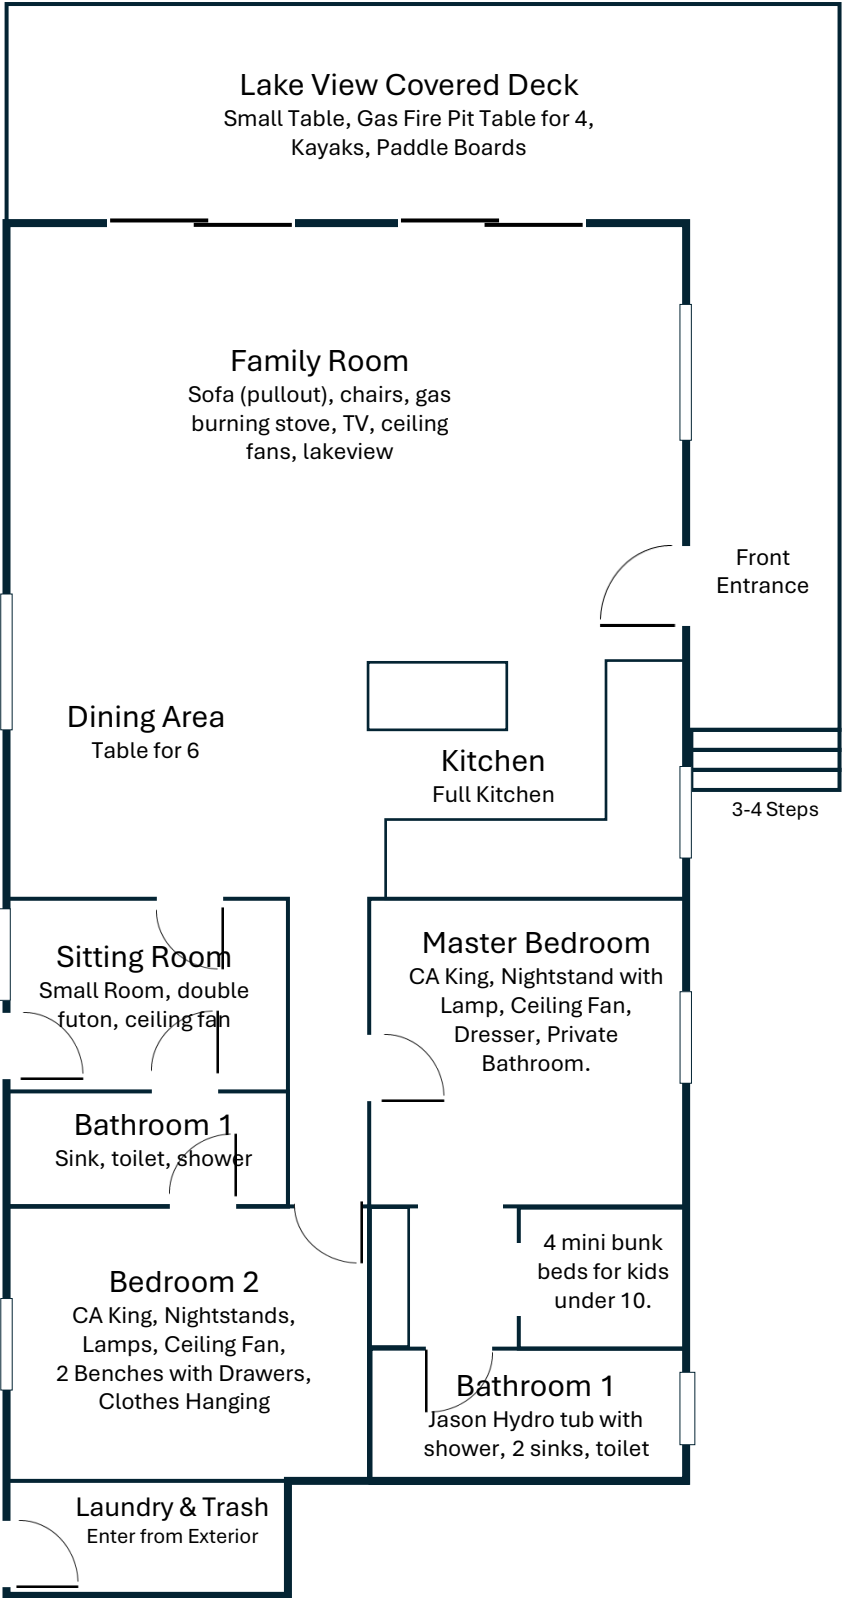 Lake View Covered Deck
Small Table, Gas Fire Pit Table for 4,
Kayaks, Paddle Boards
Family Room
Sofa (pullout), chairs, gas
burning stove, TV, ceiling
fans, lakeview
Front
Entrance
Dining Area
Table for 6
Kitchen
Full Kitchen
3-4 Steps
Sitting Room
Small Room, double
futon, ceiling fan
Master Bedroom
CA King, Nightstand with
Lamp, Ceiling Fan,
Dresser, Private
Bathroom.
Bathroom 1
Sink, toilet, shower
4 mini bunk
beds for kids
under 10.
Bedroom 2
CA King, Nightstands,
Lamps, Ceiling Fan,
2 Benches with Drawers,
Clothes Hanging
Bathroom 1
Jason Hydro tub with
shower, 2 sinks, toilet
Laundry & Trash
Enter from Exterior